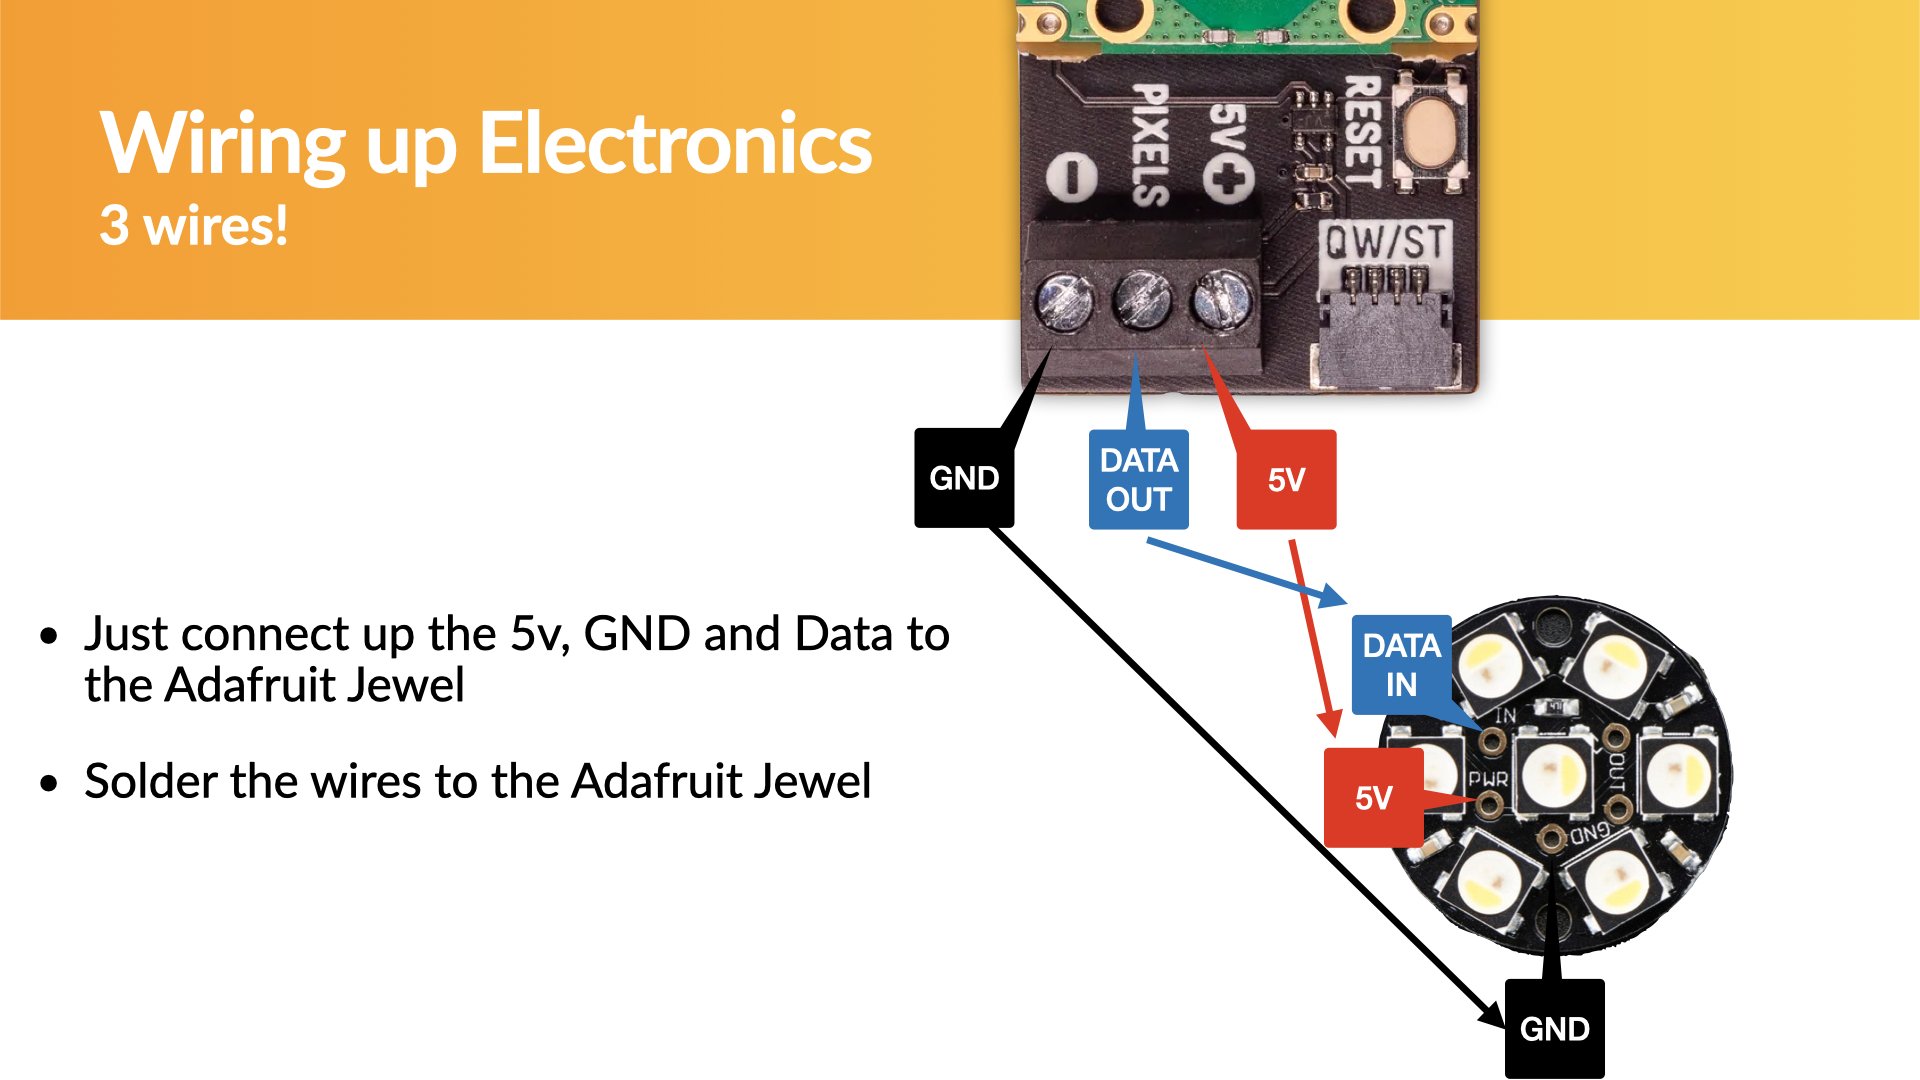 Wiring up Electronics
3 wires!
PIXELS
5V
RESET
QW/ST
GND
DATA
OUT
5V
• Just connect up the 5v, GND and Data to
the Adafruit Jewel
• Solder the wires to the Adafruit Jewel
DATA
IN
IN
PWR
OUT
5V
GND
GND